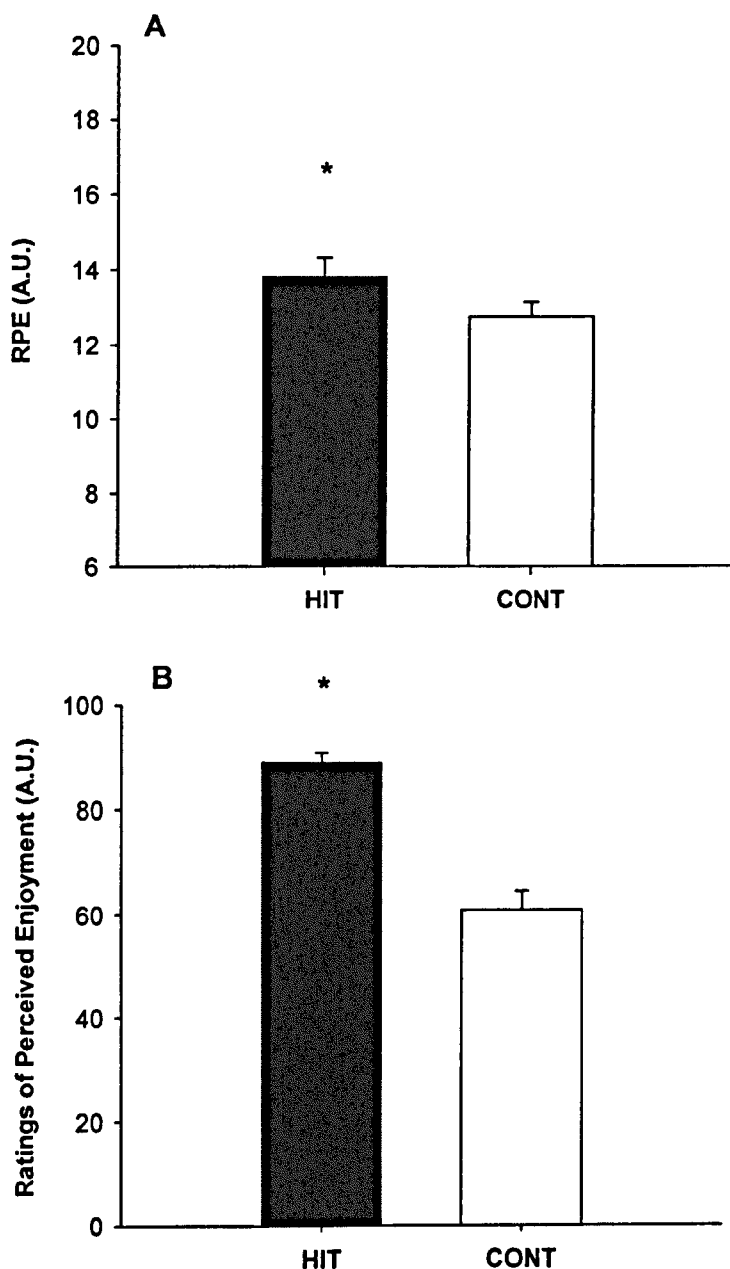 A
20
18
16
14
12
10
8
6
RPE (A.U.)
*
HIT
CONT
B
100
80
60
40
20
0
Ratings of Perceived Enjoyment (A.U.)
*
HIT
CONT